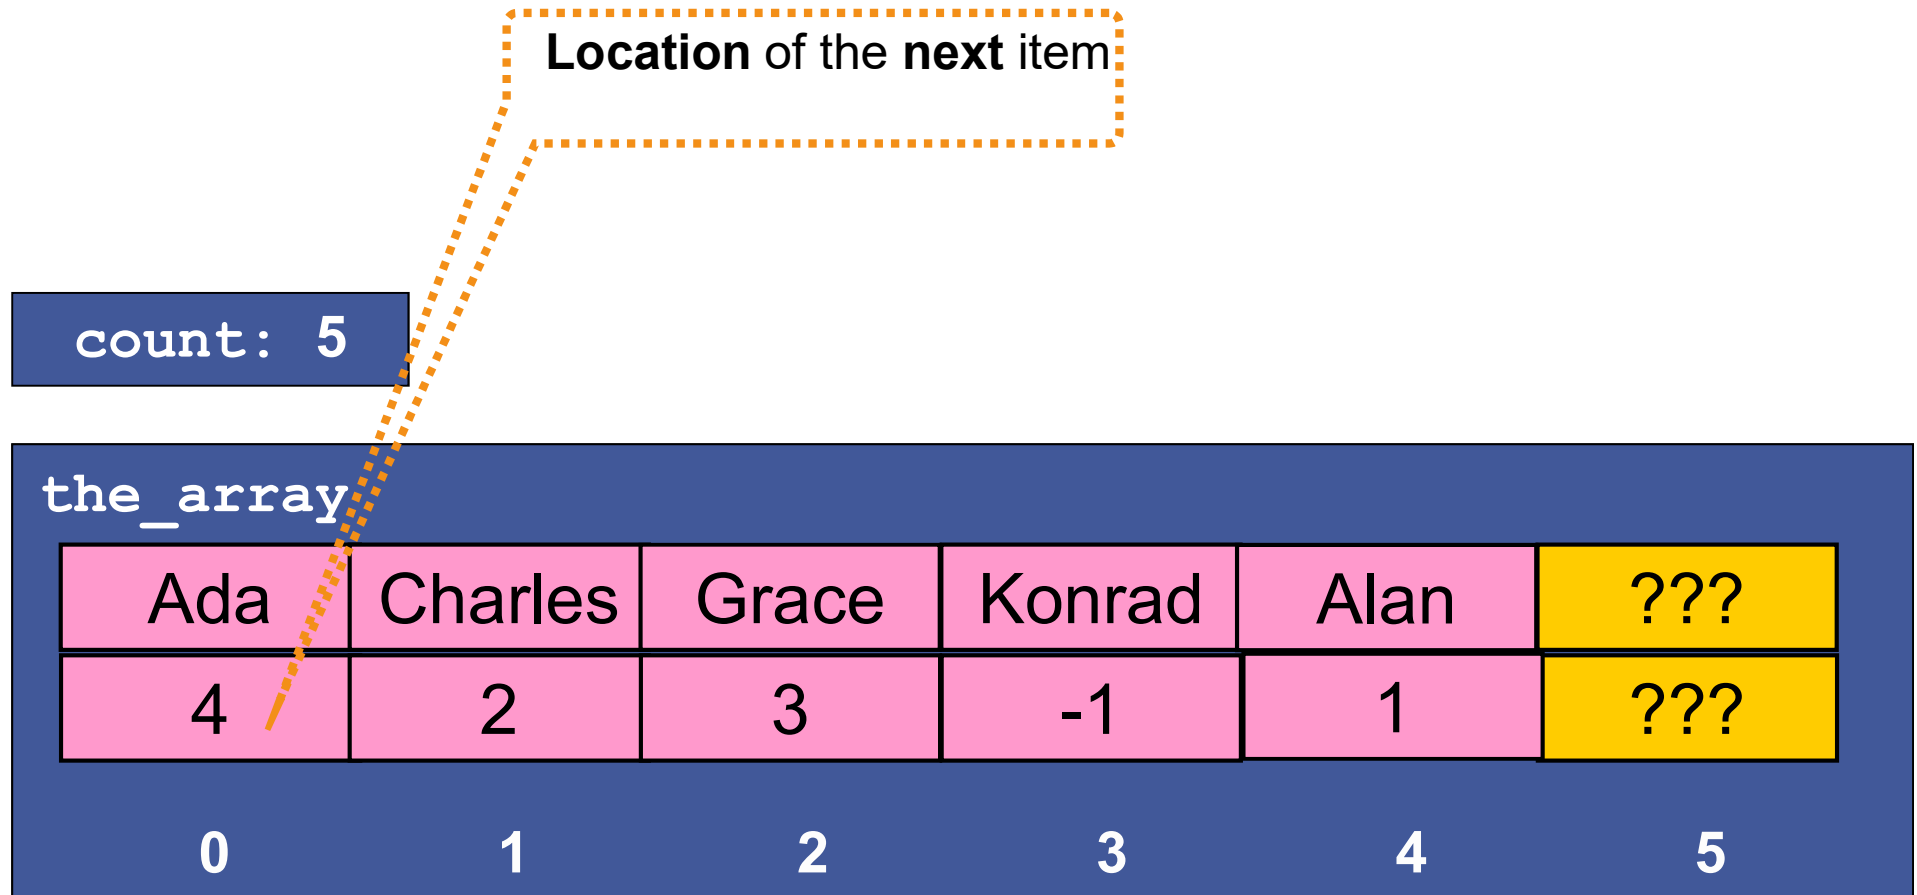 Location of the next item
count: 5
the_array
Ada Charles Grace Konrad Alan ???
4 2 3 -1 1 ???
0 1 2 3 4 5